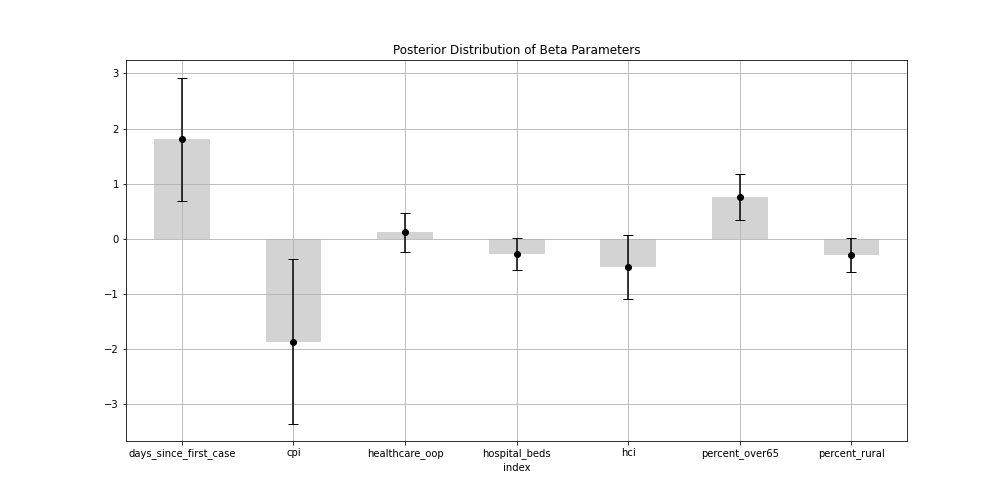 Posterior Distribution of Beta Parameters
3
2
1
0
−1
−2
−3
days_since_first_case cpi healthcare_oop hospital_beds hci percent_over65 percent_rural
index